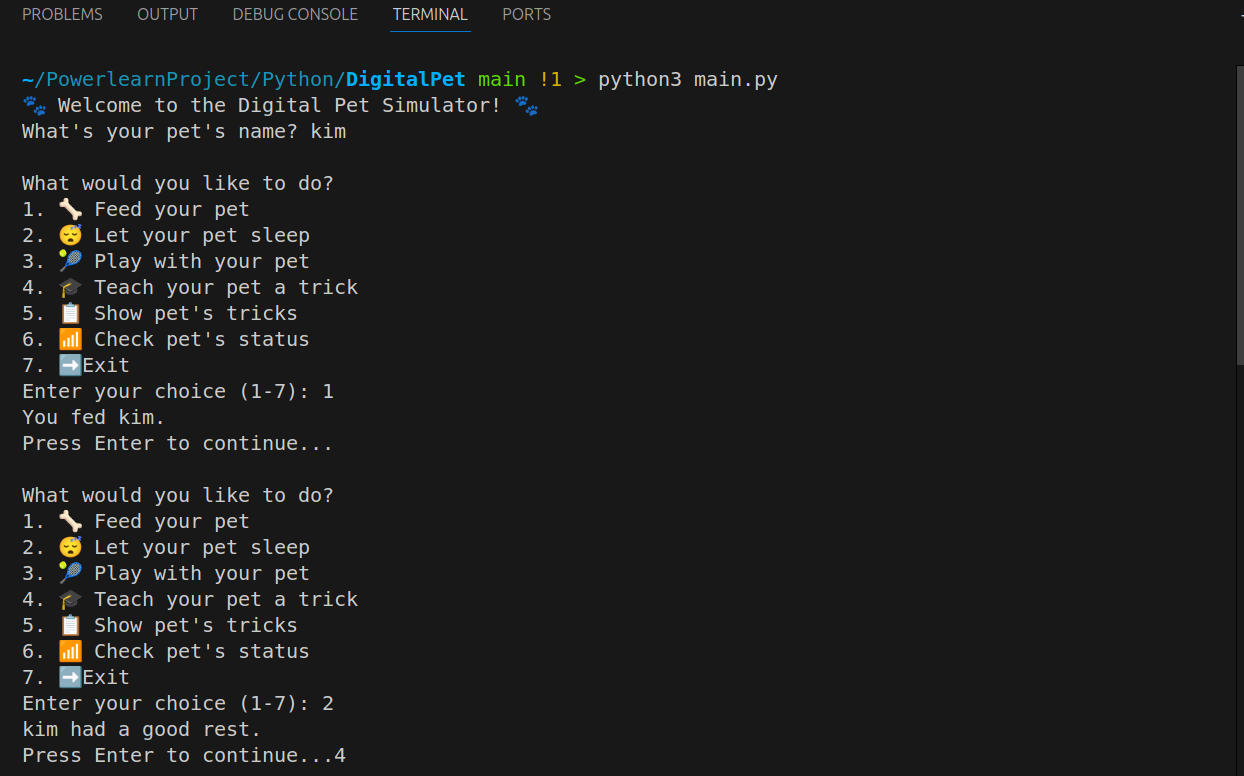 PROBLEMS OUTPUT DEBUG CONSOLE TERMINAL PORTS
~/PowerlearnProject/Python/DigitalPet main !1 > python3 main.py
🐾 Welcome to the Digital Pet Simulator! 🐾
What's your pet's name? kim
What would you like to do?
1. 🦴 Feed your pet
2. 😴 Let your pet sleep
3. 🎾 Play with your pet
4. 🎓 Teach your pet a trick
5. 📋 Show pet's tricks
6. 📶 Check pet's status
7. ➡️Exit
Enter your choice (1-7): 1
You fed kim.
Press Enter to continue...
What would you like to do?
1. 🦴 Feed your pet
2. 😴 Let your pet sleep
3. 🎾 Play with your pet
4. 🎓 Teach your pet a trick
5. 📋 Show pet's tricks
6. 📶 Check pet's status
7. ➡️Exit
Enter your choice (1-7): 2
kim had a good rest.
Press Enter to continue...4